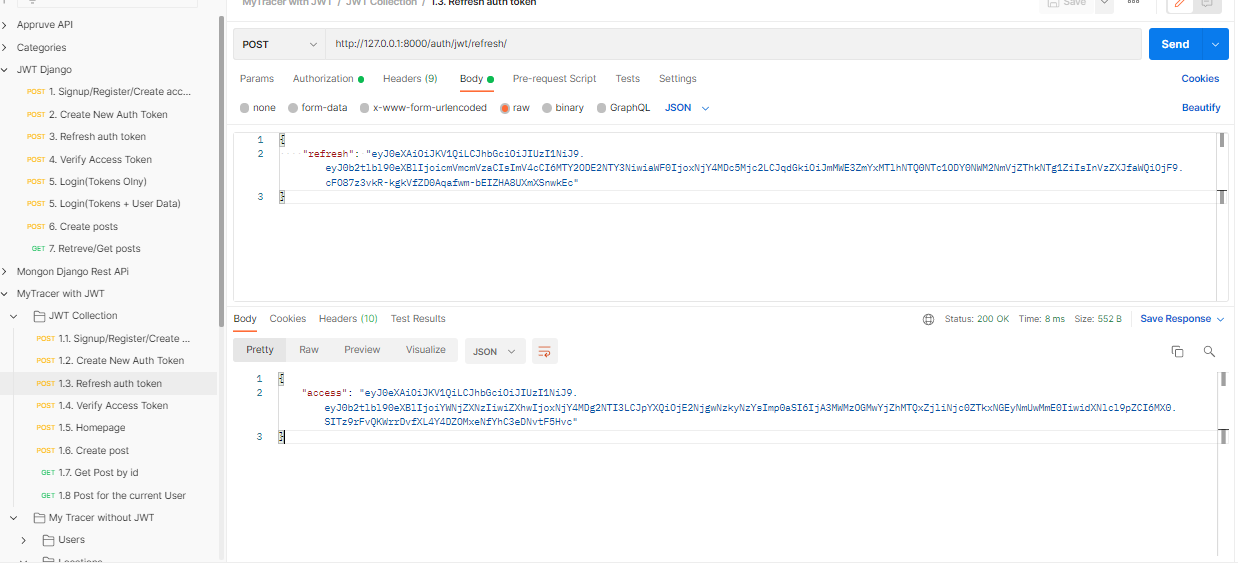 MyTracer with JWT / JWT Collection / 1.3. Refresh auth token
Save
Appruve API
Categories
JWT Django
POST 1. Signup/Register/Create acc...
POST 2. Create New Auth Token
POST 3. Refresh auth token
POST 4. Verify Access Token
POST 5. Login(Tokens Olny)
POST 5. Login(Tokens + User Data)
POST 6. Create posts
GET 7. Retreve/Get posts
Mongon Django Rest APi
MyTracer with JWT
JWT Collection
POST 1.1. Signup/Register/Create ...
POST 1.2. Create New Auth Token
POST 1.3. Refresh auth token
POST 1.4. Verify Access Token
POST 1.5. Homepage
POST 1.6. Create post
GET 1.7. Get Post by id
GET 1.8 Post for the current User
My Tracer without JWT
Users
Locations
POST http://127.0.0.1:8000/auth/jwt/refresh/ Send
Params Authorization Headers (9) Body Pre-request Script Tests Settings Cookies
none form-data x-www-form-urlencoded raw binary GraphQL JSON Beautify
1 {
2 "refresh": "eyJ0eXAiOiJKV1QiLCJhbGciOiJIUzI1NiJ9.
3 }
Body Cookies Headers (10) Test Results Status: 200 OK Time: 8 ms Size: 552 B Save Response
Pretty Raw Preview Visualize JSON
1 {
2 "access": "eyJ0eXAiOiJKV1QiLCJhbGciOiJIUzI1NiJ9.
3 }